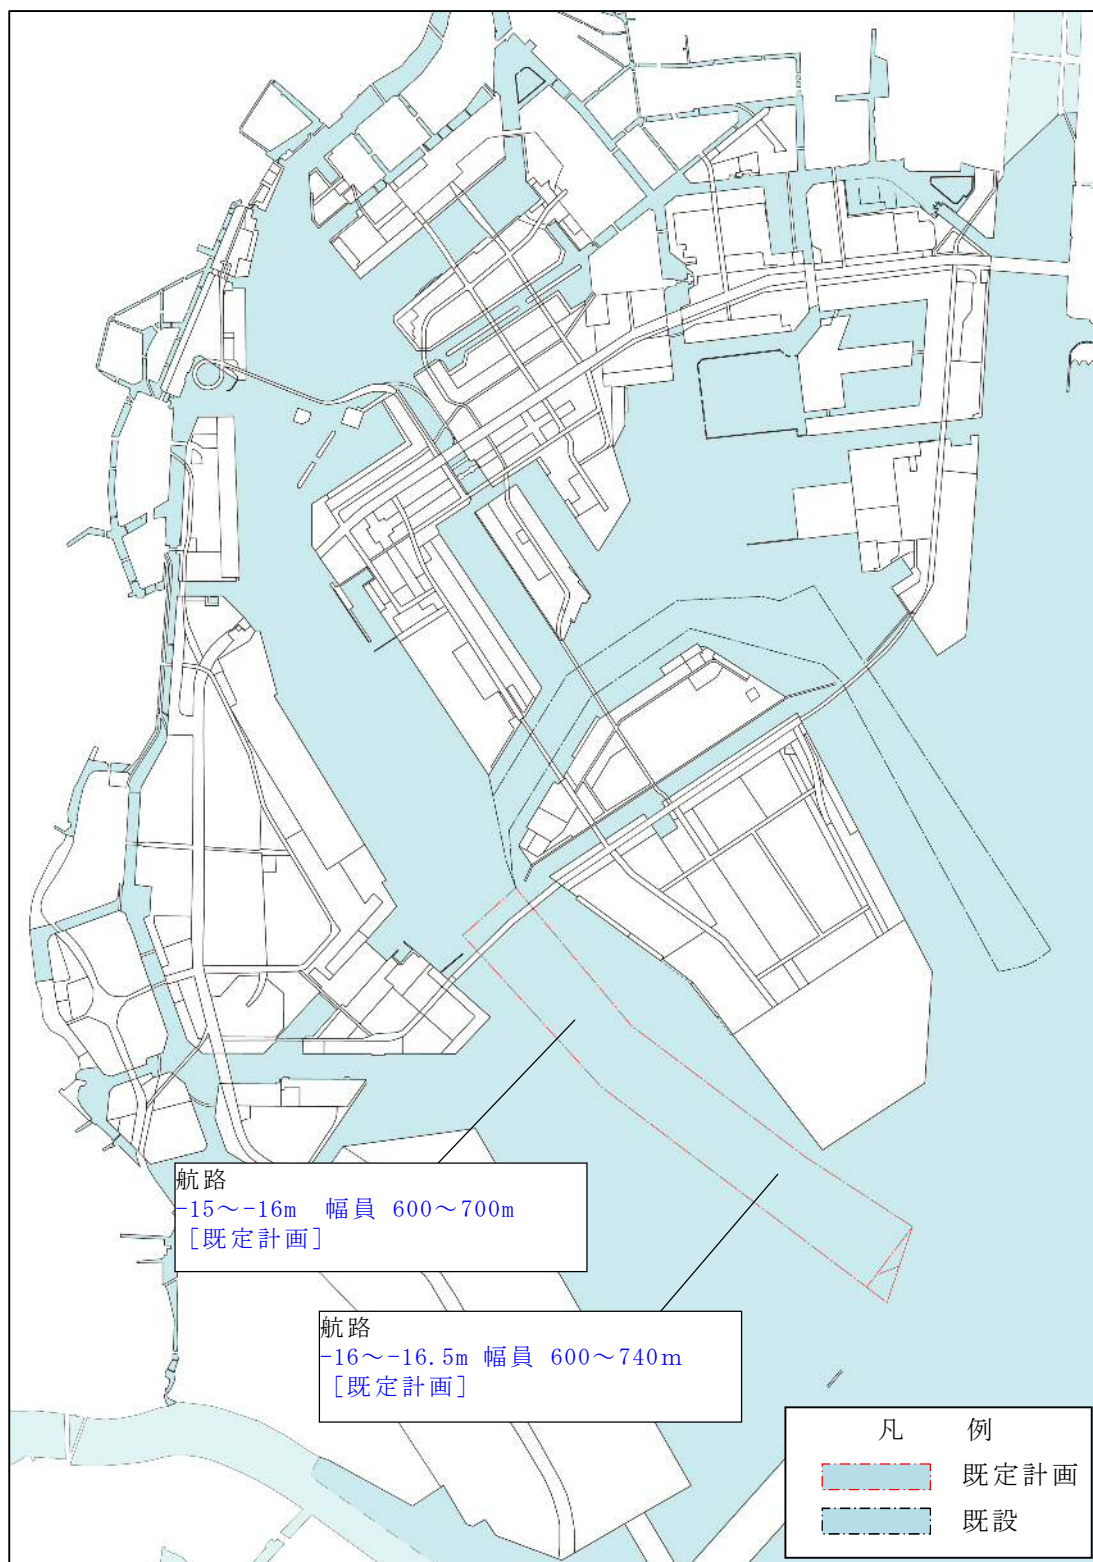 航路
-15～-16m 幅員 600～700m
［既定計画］
航路
-16～-16.5m 幅員 600～740m
［既定計画］
凡 例
既定計画
既設